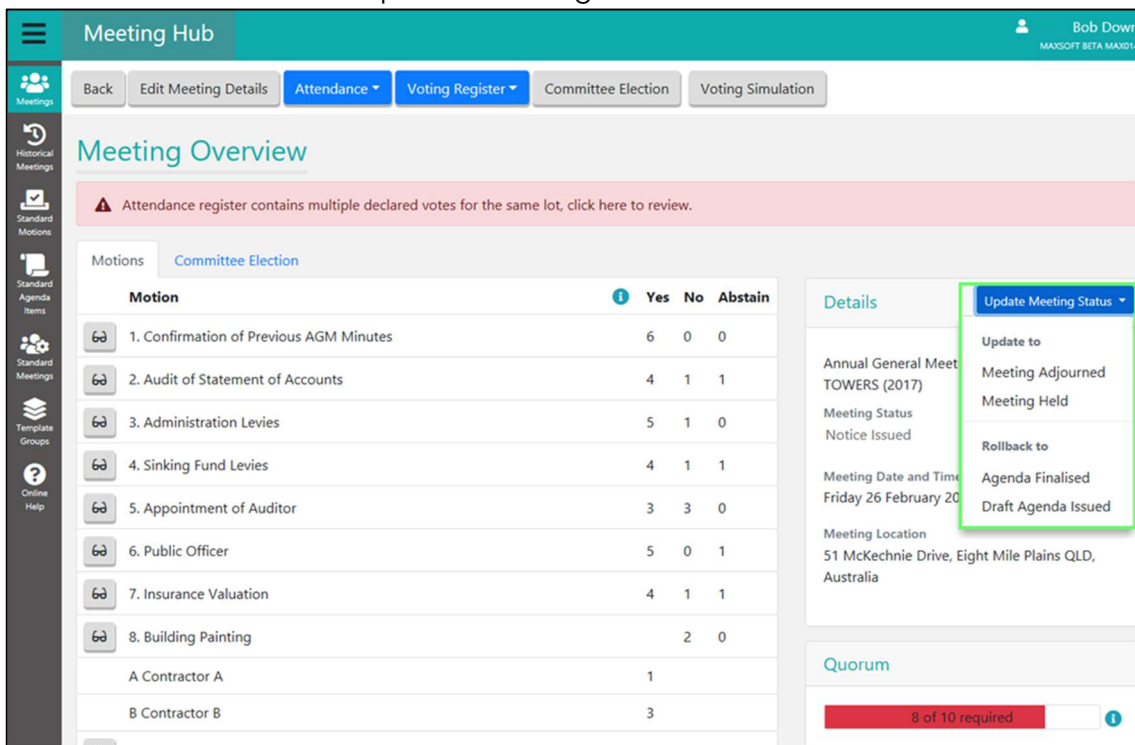 Meeting Hub
Bob Down
MAXSOFT BETA MAX01
Meetings
Historical
Meetings
Standard
Motions
Standard
Agenda
Items
Standard
Meetings
Template
Groups
Online
Help
Back Edit Meeting Details Attendance Voting Register Committee Election Voting Simulation
Meeting Overview
Attendance register contains multiple declared votes for the same lot, click here to review.
Motions Committee Election
Motion Yes No Abstain
1. Confirmation of Previous AGM Minutes 6 0 0
2. Audit of Statement of Accounts 4 1 1
3. Administration Levies 5 1 0
4. Sinking Fund Levies 4 1 1
5. Appointment of Auditor 3 3 0
6. Public Officer 5 0 1
7. Insurance Valuation 4 1 1
8. Building Painting 2 0
A Contractor A 1
B Contractor B 3
Details
Update Meeting Status
Update to
Meeting Adjourned
Meeting Held
Rollback to
Agenda Finalised
Draft Agenda Issued
Annual General Meet
TOWERS (2017)
Meeting Status
Notice Issued
Meeting Date and Time
Friday 26 February 20
Meeting Location
51 McKechnie Drive, Eight Mile Plains QLD,
Australia
Quorum
8 of 10 required